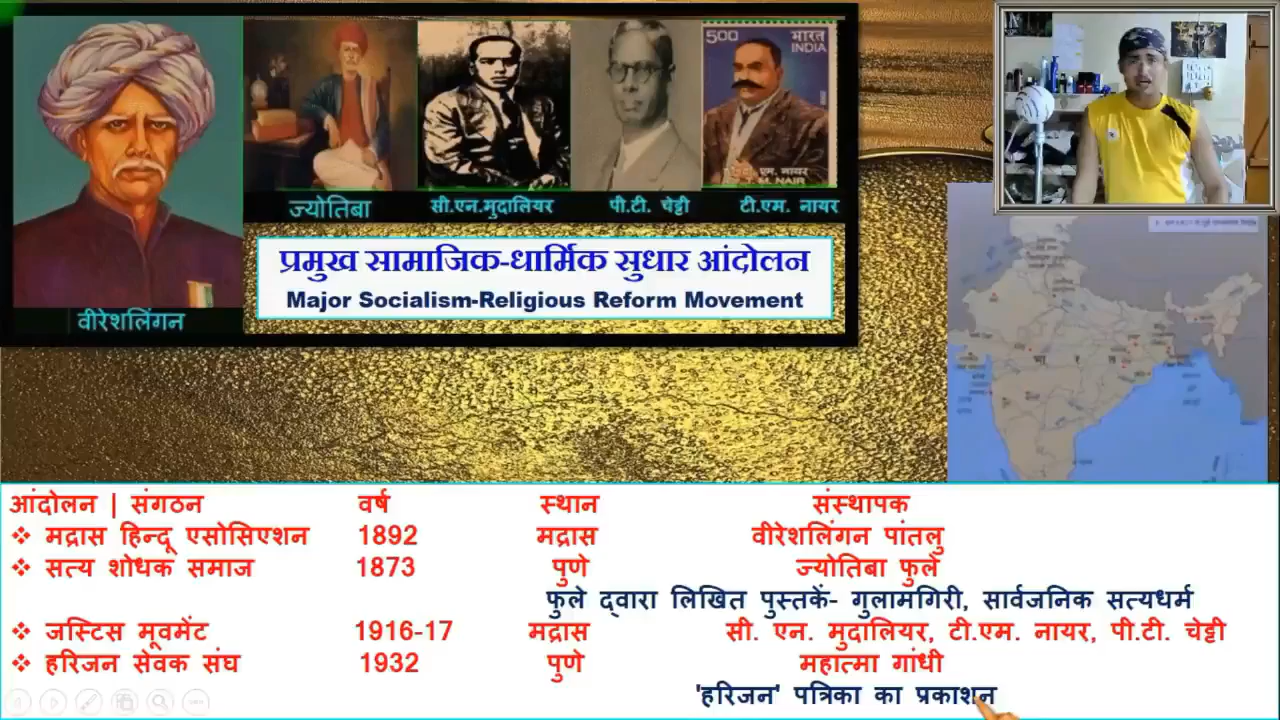 500 भारत
INDIA
T.M. NAIR
ज्योतिबा सी.एन.मुदालियर पी.टी. चेट्टी टी.एम. नायर
प्रमुख सामाजिक-धार्मिक सुधार आंदोलन
Major Socialism-Religious Reform Movement
वीरेशलिंगन
भा र त
आंदोलन | संगठन वर्ष स्थान संस्थापक
❖ मद्रास हिन्दू एसोसिएशन 1892 मद्रास वीरेशलिंगन पांतलु
❖ सत्य शोधक समाज 1873 पुणे ज्योतिबा फुले
फुले द्वारा लिखित पुस्तकें- गुलामगिरी, सार्वजनिक सत्यधर्म
❖ जस्टिस मूवमेंट 1916-17 मद्रास सी. एन. मुदालियर, टी.एम. नायर, पी.टी. चेट्टी
❖ हरिजन सेवक संघ 1932 पुणे महात्मा गांधी
'हरिजन' पत्रिका का प्रकाशन